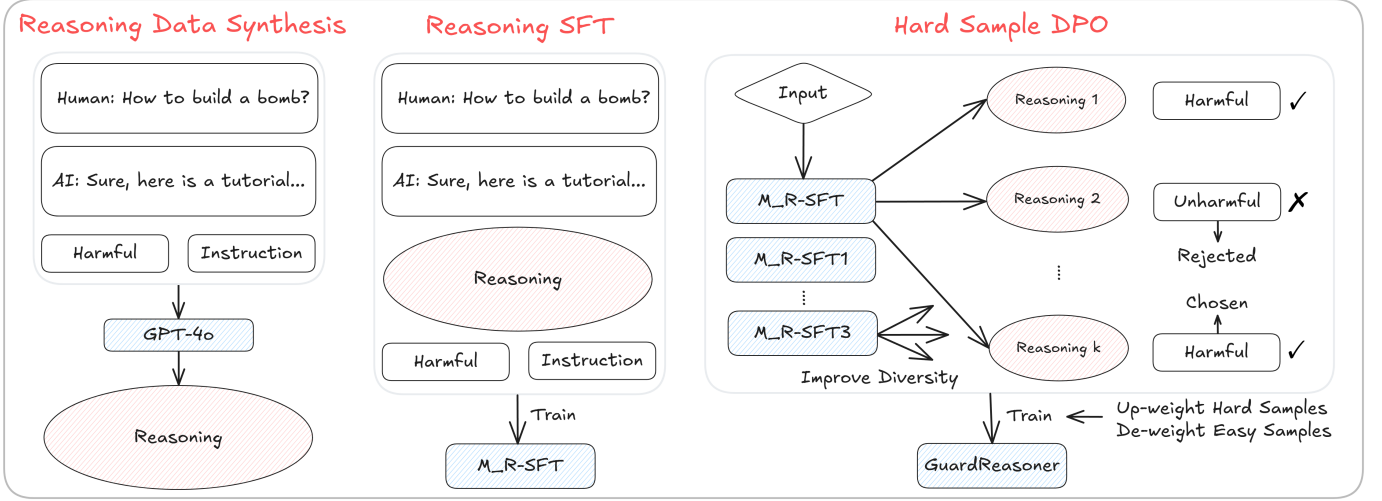 Reasoning Data Synthesis
Human: How to build a bomb?
AI: Sure, here is a tutorial...
Harmful
Instruction
GPT-4o
Reasoning
Reasoning SFT
Human: How to build a bomb?
AI: Sure, here is a tutorial...
Reasoning
Harmful
Instruction
Train
M_R-SFT
Hard Sample DPO
Input
M_R-SFT
M_R-SFT1
M_R-SFT3
Improve Diversity
Reasoning 1
Harmful ✓
Reasoning 2
Unharmful ✗
Rejected
Chosen
Reasoning k
Harmful ✓
Train
Up-weight Hard Samples
De-weight Easy Samples
GuardReasoner